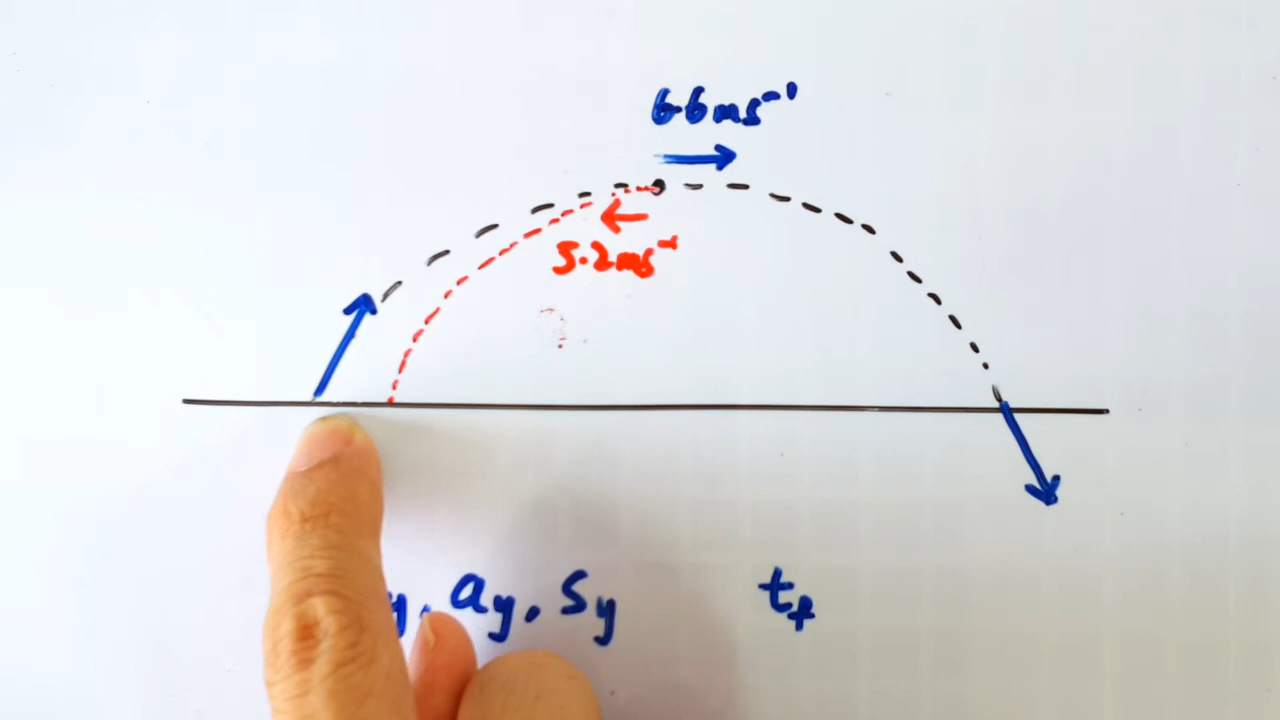 66ms⁻¹
5.2ms⁻¹
y, ay, sy tf